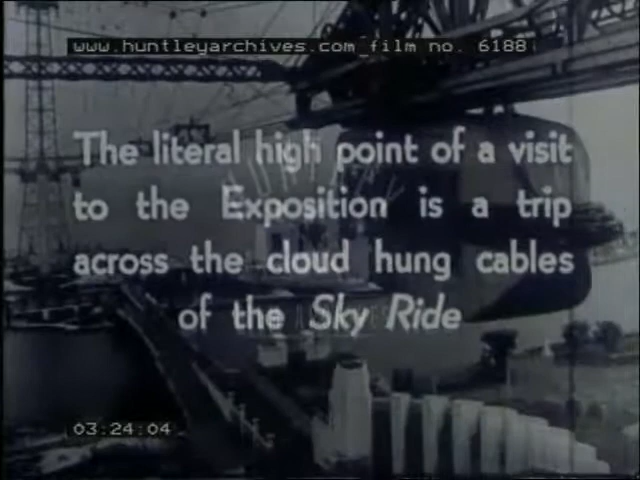 www.huntleyarchives.com film no. 6188
The literal high point of a visit
to the Exposition is a trip
across the cloud hung cables
of the Sky Ride
03:24:04